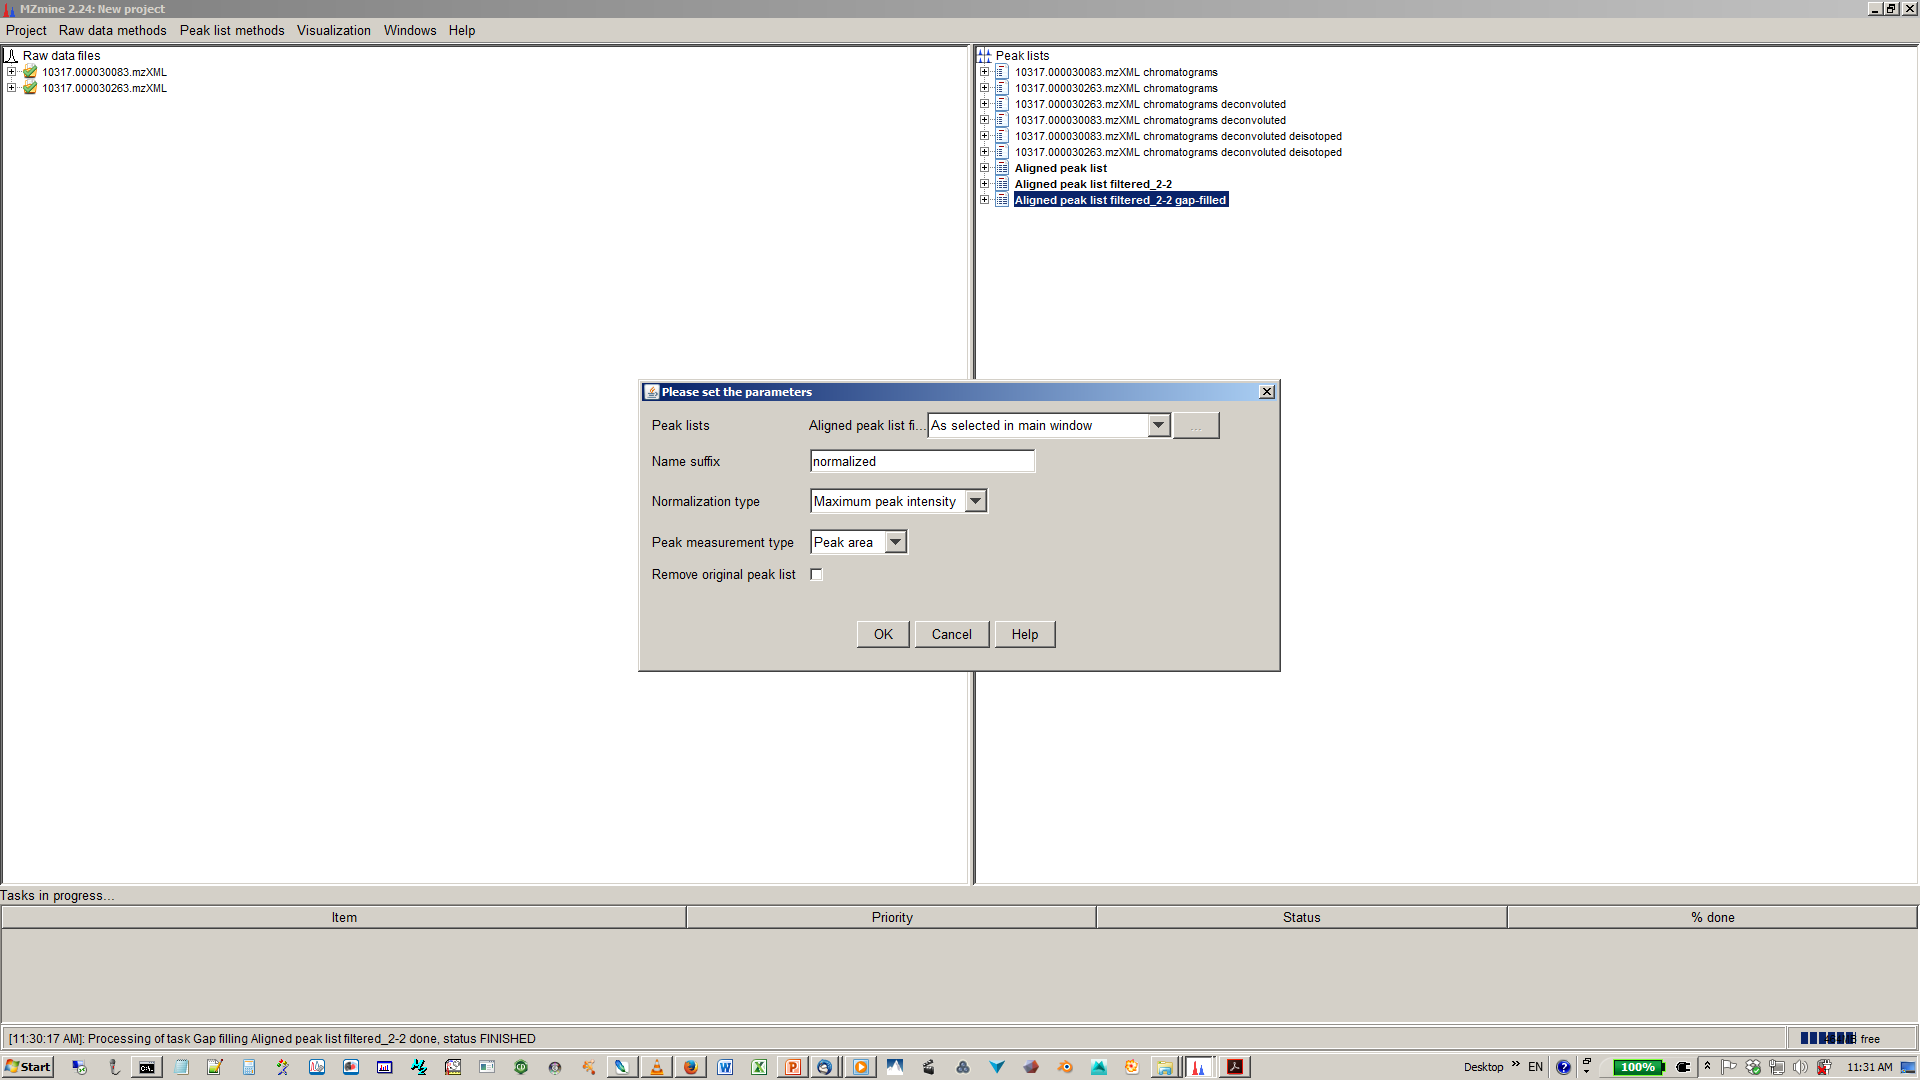 MZmine 2.24: New project
Project Raw data methods Peak list methods Visualization Windows Help
Raw data files
10317.000030083.mzXML
10317.000030263.mzXML
Peak lists
10317.000030083.mzXML chromatograms
10317.000030263.mzXML chromatograms
10317.000030263.mzXML chromatograms deconvoluted
10317.000030083.mzXML chromatograms deconvoluted
10317.000030083.mzXML chromatograms deconvoluted deisotoped
10317.000030263.mzXML chromatograms deconvoluted deisotoped
Aligned peak list
Aligned peak list filtered_2-2
Aligned peak list filtered_2-2 gap-filled
Please set the parameters
Peak lists Aligned peak list fi... As selected in main window ...
Name suffix normalized
Normalization type Maximum peak intensity
Peak measurement type Peak area
Remove original peak list
OK Cancel Help
Tasks in progress...
Item Priority Status % done
[11:30:17 AM]: Processing of task Gap filling Aligned peak list filtered_2-2 done, status FINISHED
free
Start Desktop EN 100% 11:31 AM